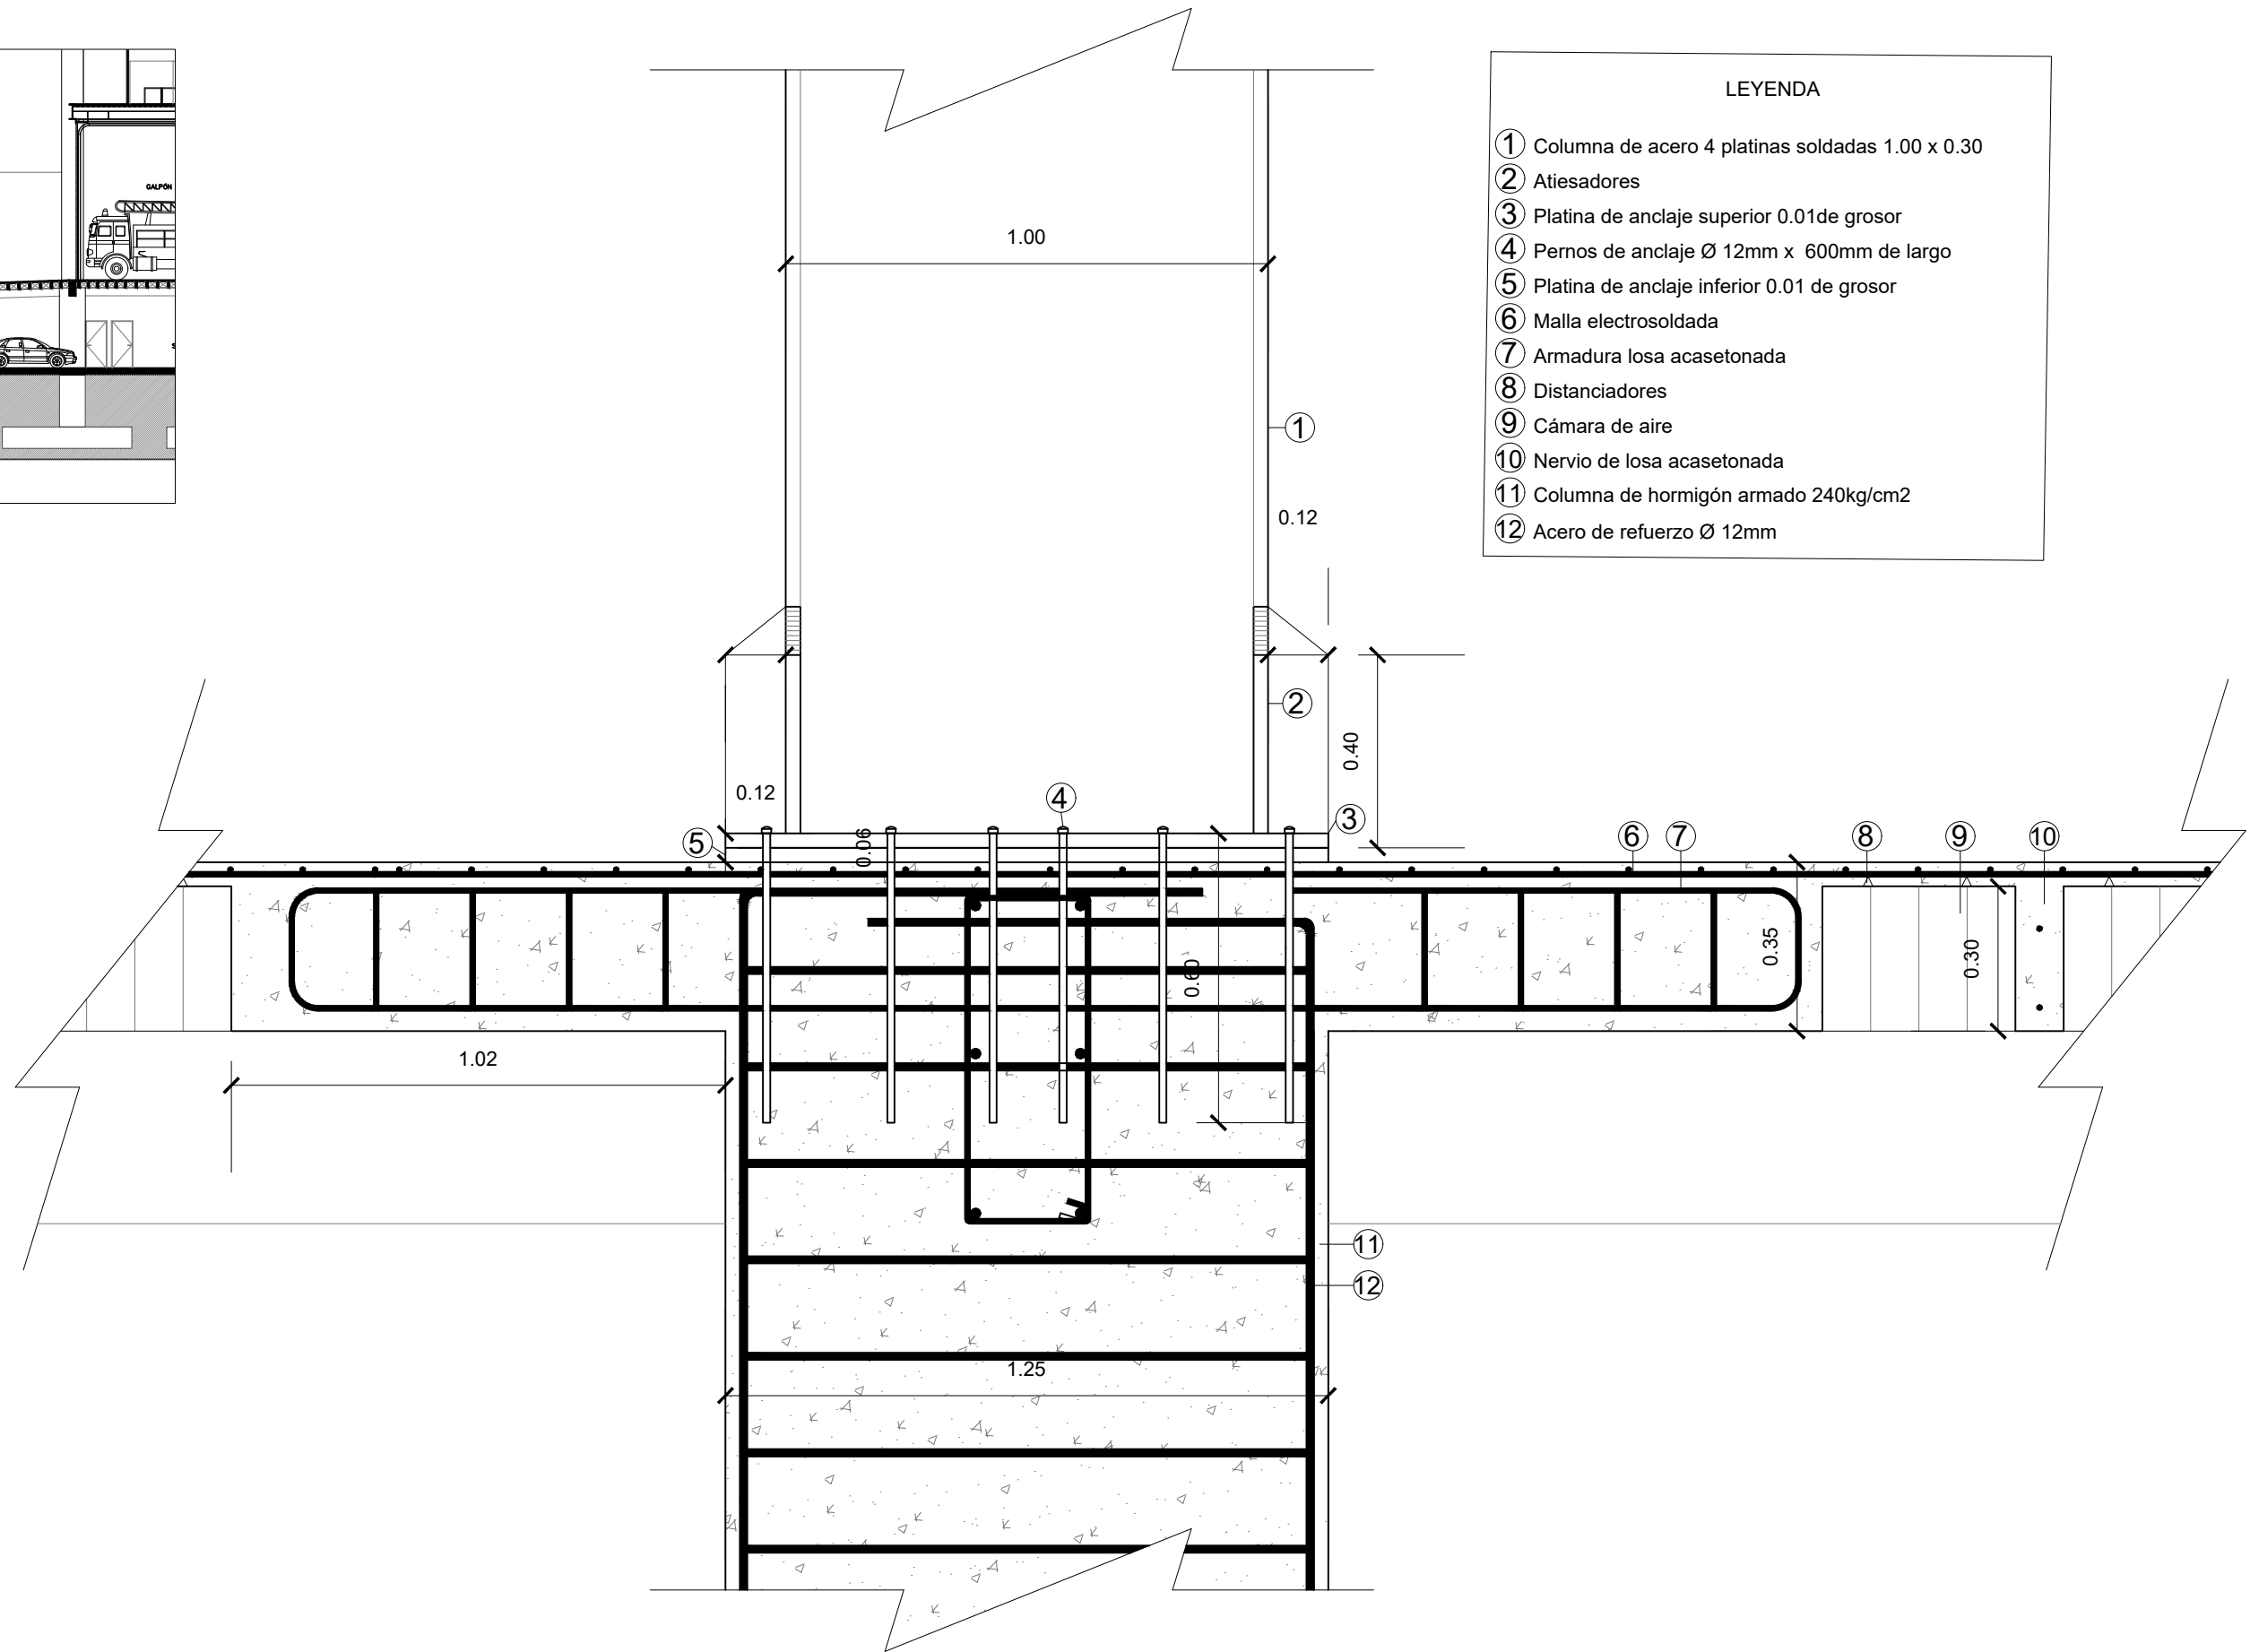 LEYENDA
1 Columna de acero 4 platinas soldadas 1.00 x 0.30
2 Atiesadores
3 Platina de anclaje superior 0.01de grosor
4 Pernos de anclaje Ø 12mm x 600mm de largo
5 Platina de anclaje inferior 0.01 de grosor
6 Malla electrosoldada
7 Armadura losa acasetonada
8 Distanciadores
9 Cámara de aire
10 Nervio de losa acasetonada
11 Columna de hormigón armado 240kg/cm2
12 Acero de refuerzo Ø 12mm
GALPÓN
S
1.00
1
0.12
2
0.40
0.12
4
3
5
0.06
6
7
8
9
10
0.60
0.35
0.30
1.02
11
12
1.25